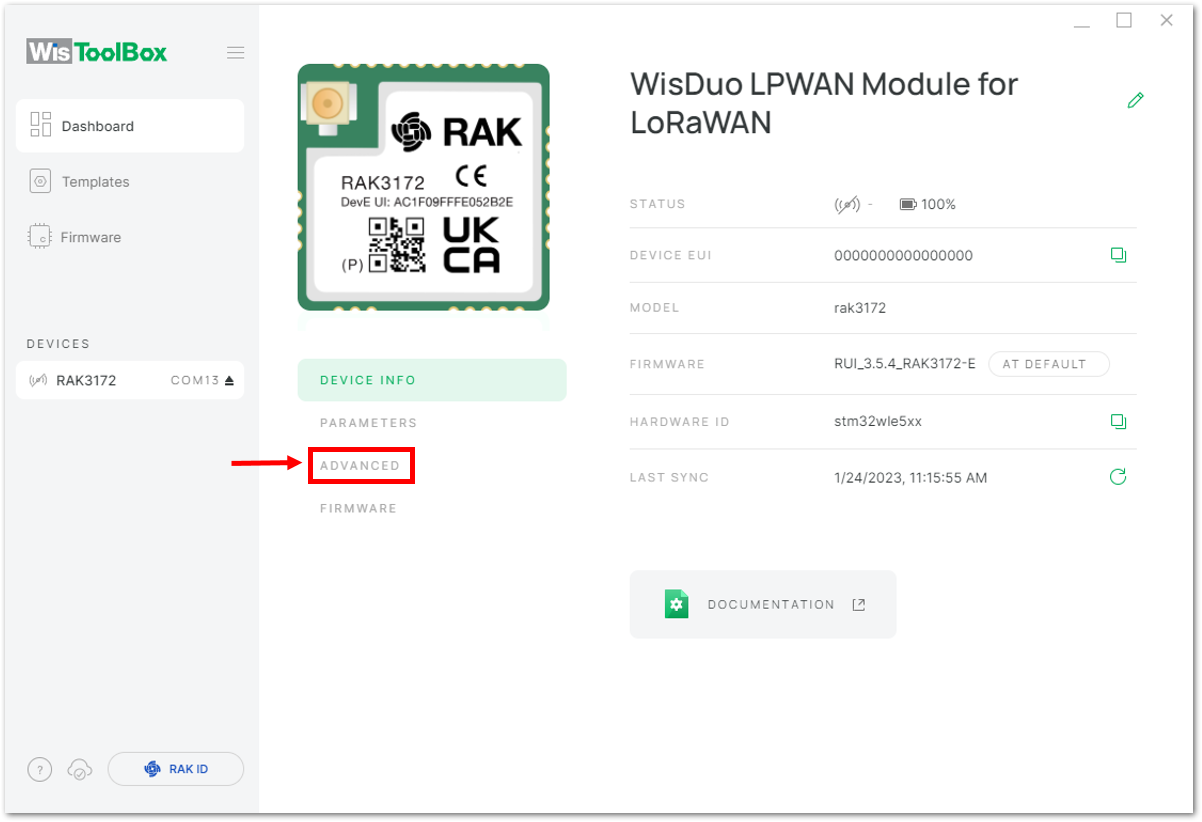 WisToolBox
Dashboard
Templates
Firmware
DEVICES
RAK3172 COM13
? RAK ID
RAK
RAK3172 CE
DevE UI: AC1F09FFFE052B2E
(P) UK
CA
DEVICE INFO
PARAMETERS
ADVANCED
FIRMWARE
WisDuo LPWAN Module for
LoRaWAN
STATUS - 100%
DEVICE EUI 0000000000000000
MODEL rak3172
FIRMWARE RUI_3.5.4_RAK3172-E AT DEFAULT
HARDWARE ID stm32wle5xx
LAST SYNC 1/24/2023, 11:15:55 AM
DOCUMENTATION